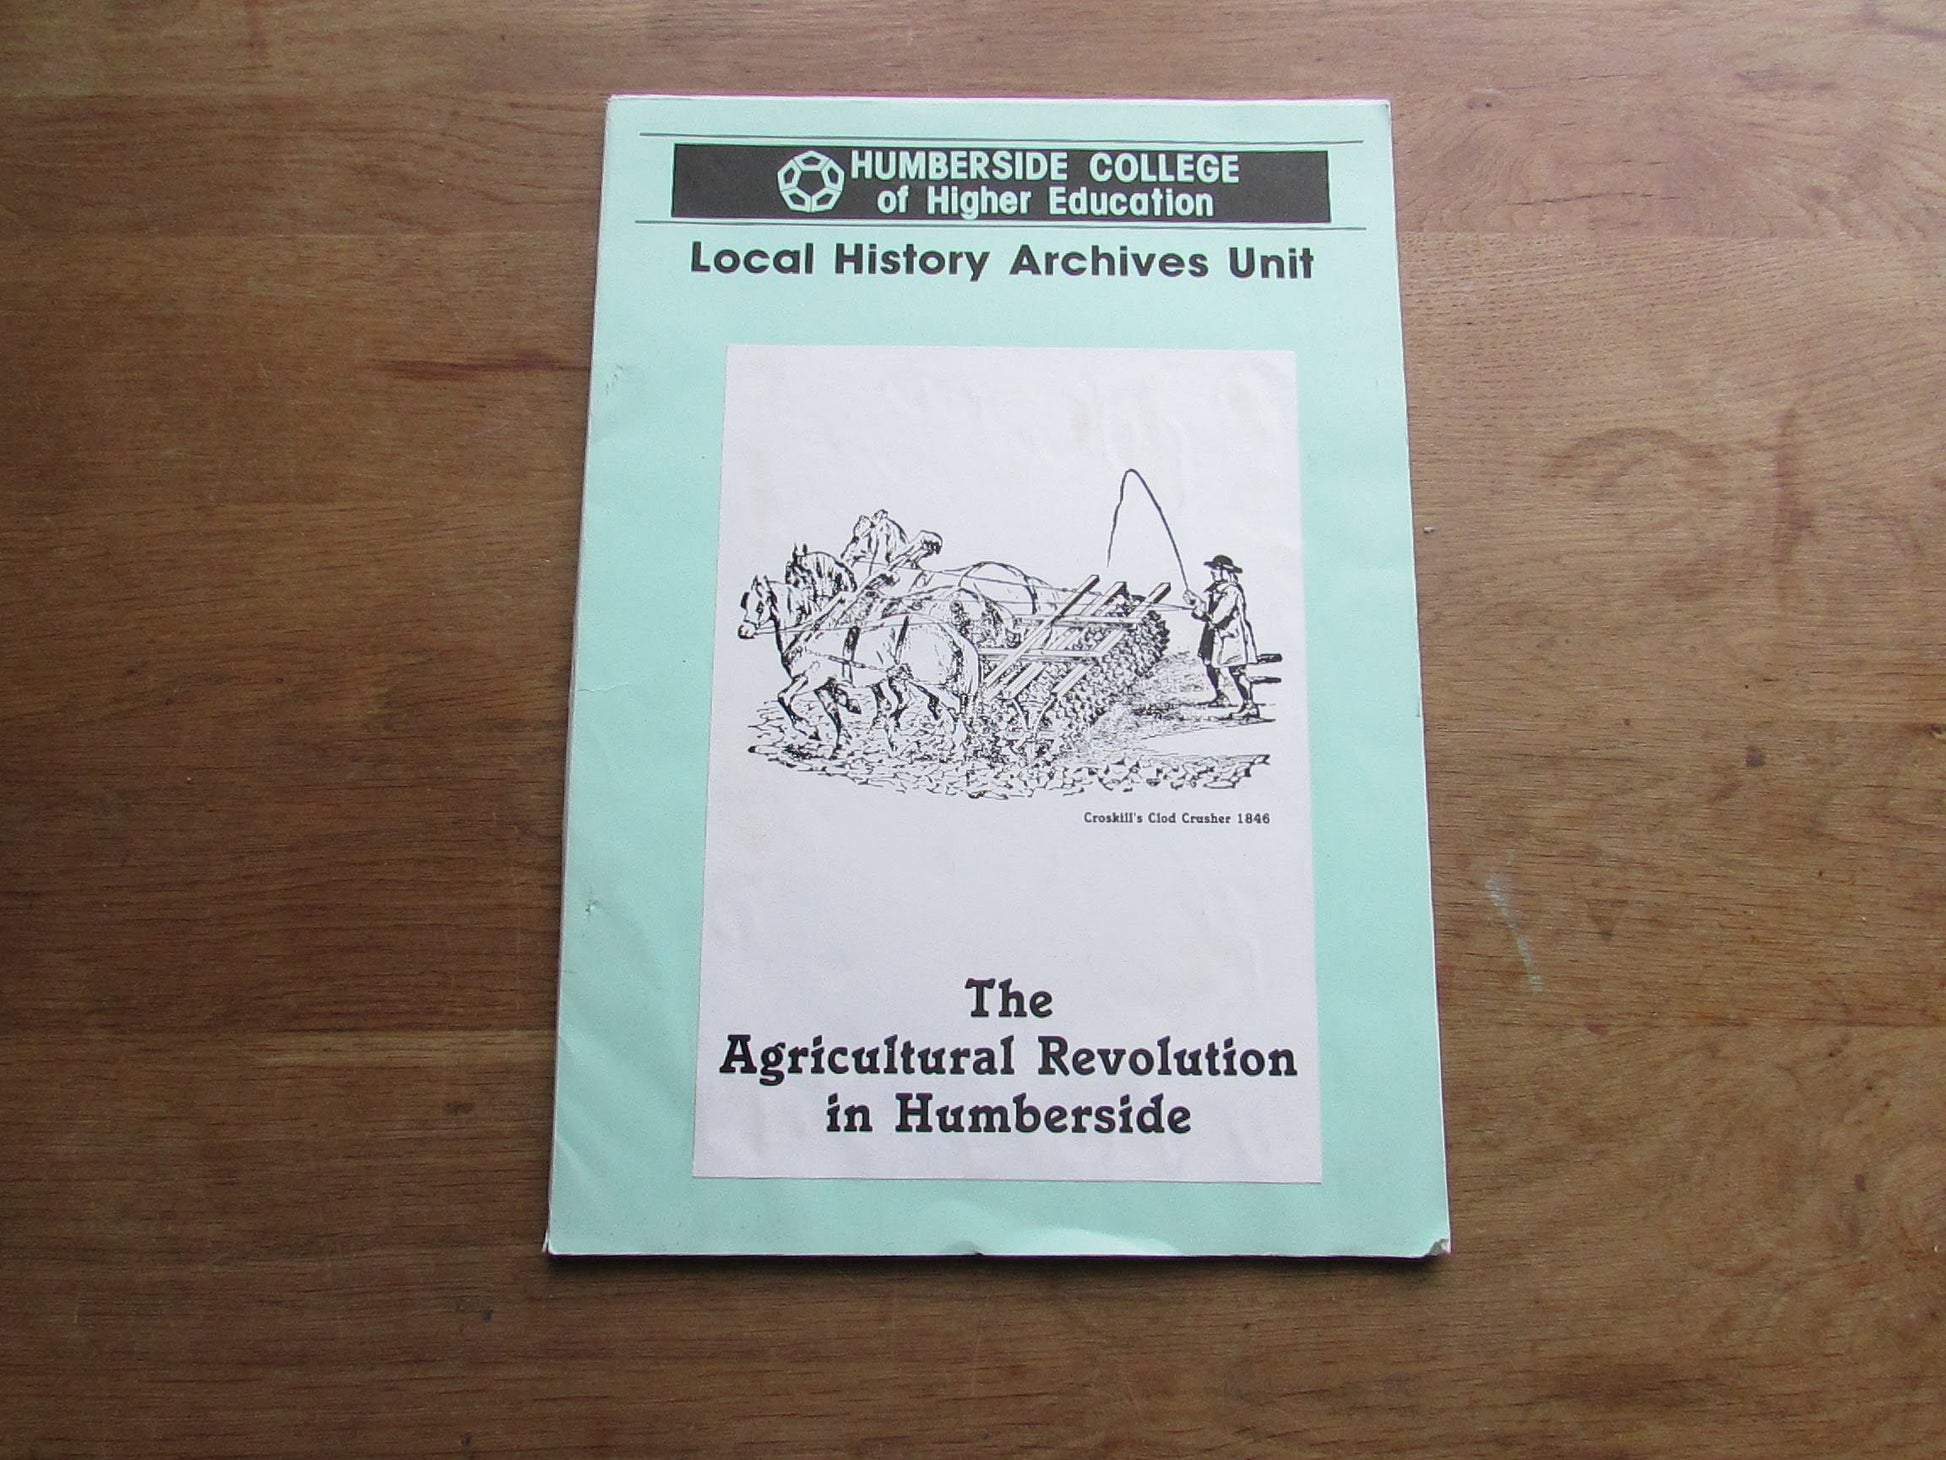 HUMBERSIDE COLLEGE
of Higher Education
Local History Archives Unit
Croskill's Clod Crusher 1846
The
Agricultural Revolution
in Humberside